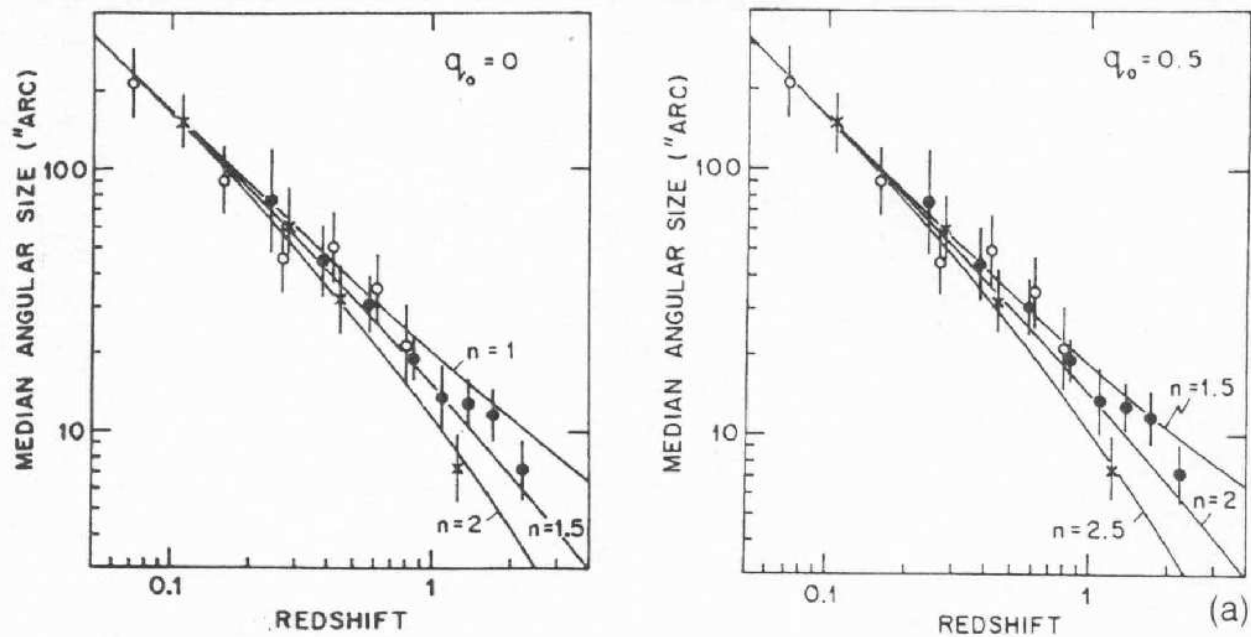 q₀ = 0
MEDIAN ANGULAR SIZE ("ARC)
100
10
n = 1
n = 2
n = 1.5
0.1
1
REDSHIFT
q₀ = 0.5
MEDIAN ANGULAR SIZE ("ARC)
100
10
n = 1.5
n = 2
n = 2.5
0.1
1
REDSHIFT
(a)